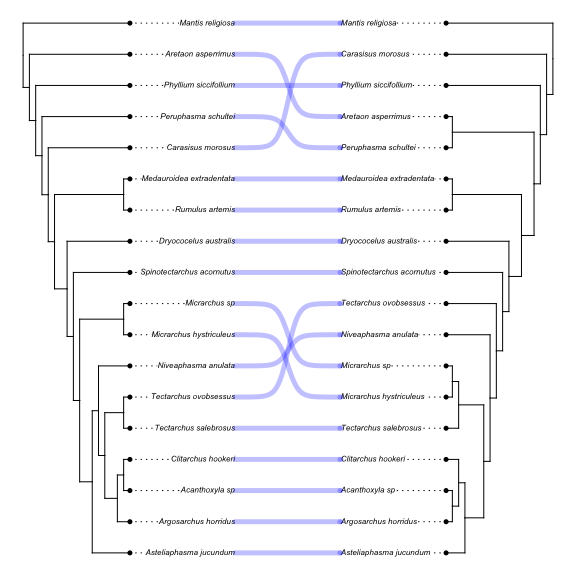 Mantis religiosa Mantis religiosa
Aretaon asperrimus Carasisus morosus
Phyllium siccifollium Phyllium siccifollium
Peruphasma schultei Aretaon asperrimus
Carasisus morosus Peruphasma schultei
Medauroidea extradentata Medauroidea extradentata
Rumulus artemis Rumulus artemis
Dryococelus australis Dryococelus australis
Spinotectarchus acornutus Spinotectarchus acornutus
Micrarchus sp Tectarchus ovobsessus
Micrarchus hystriculeus Niveaphasma anulata
Niveaphasma anulata Micrarchus sp
Tectarchus ovobsessus Micrarchus hystriculeus
Tectarchus salebrosus Tectarchus salebrosus
Clitarchus hookeri Clitarchus hookeri
Acanthoxyla sp Acanthoxyla sp
Argosarchus horridus Argosarchus horridus
Asteliaphasma jucundum Asteliaphasma jucundum